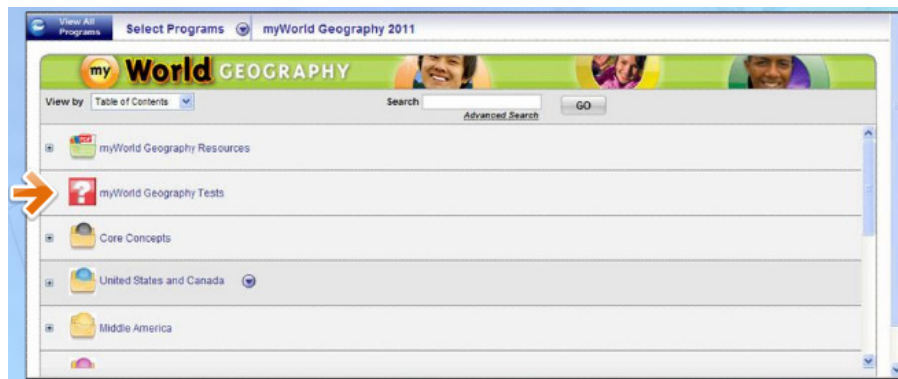 View All
Programs
Select Programs
myWorld Geography 2011
my World GEOGRAPHY
View by Table of Contents
Search
GO
Advanced Search
PDF
myWorld Geography Resources
?
myWorld Geography Tests
Core Concepts
United States and Canada
Middle America